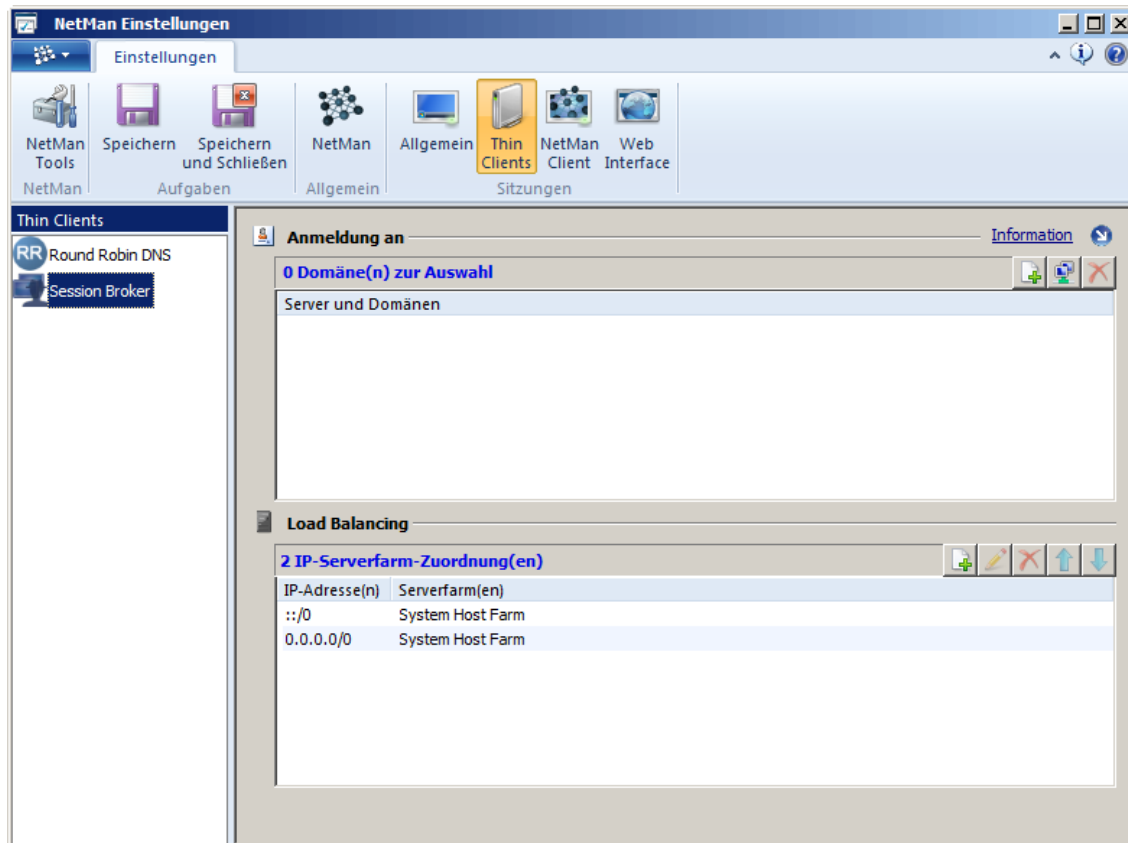 NetMan Einstellungen
Einstellungen
NetMan Tools
Speichern
Speichern und Schließen
NetMan
Allgemein
Thin Clients
NetMan Client
Web Interface
NetMan
Aufgaben
Allgemein
Sitzungen
Thin Clients
RR Round Robin DNS
Session Broker
Anmeldung an
Information
0 Domäne(n) zur Auswahl
Server und Domänen
Load Balancing
2 IP-Serverfarm-Zuordnung(en)
IP-Adresse(n) Serverfarm(en)
::/0 System Host Farm
0.0.0.0/0 System Host Farm